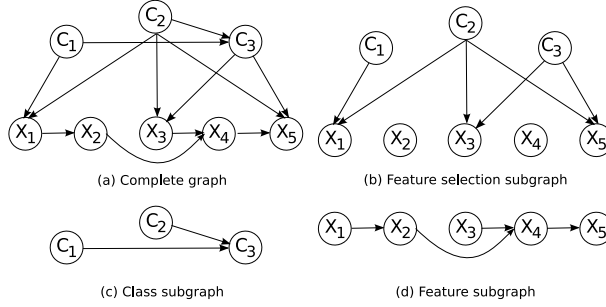 C2
C1
C3
X1 X2 X3 X4 X5
(a) Complete graph
C2
C1
C3
X1 X2 X3 X4 X5
(b) Feature selection subgraph
C2
C1
C3
(c) Class subgraph
X1 X2 X3 X4 X5
(d) Feature subgraph